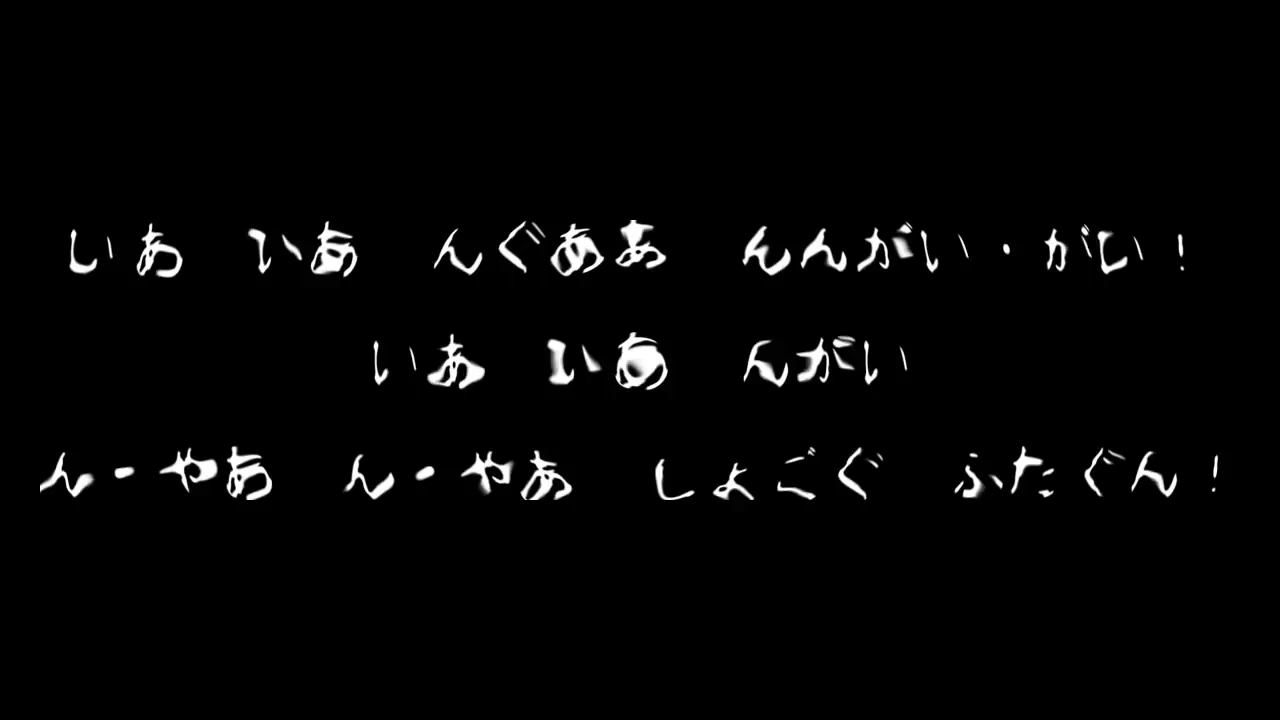 いあ　いあ　んぐああ　んんがい・がい！
いあ　いあ　んがい
ん・やあ　ん・やあ　しょごぐ　ふたぐん！